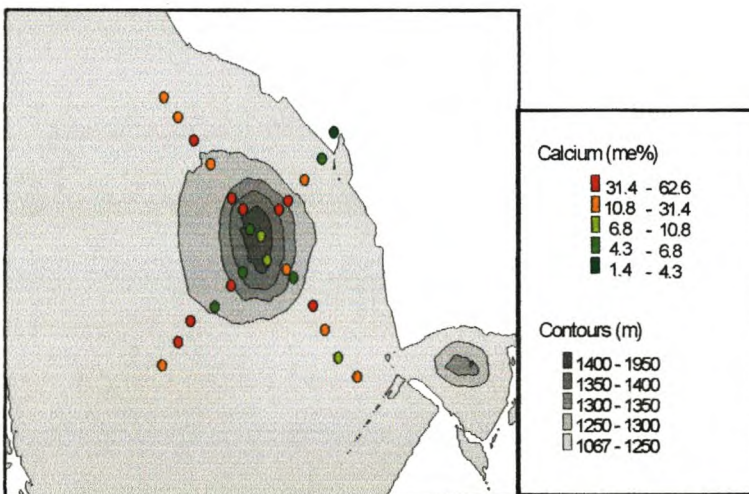 Calcium (me%)
31.4 - 62.6
10.8 - 31.4
6.8 - 10.8
4.3 - 6.8
1.4 - 4.3
Contours (m)
1400 - 1950
1350 - 1400
1300 - 1350
1250 - 1300
1067 - 1250